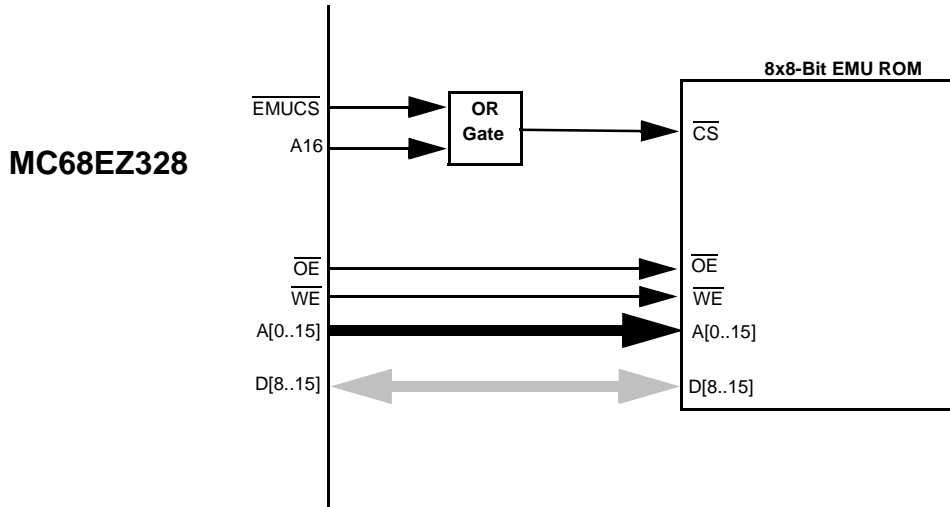 8x8-Bit EMU ROM
EMUCS
A16
OR
Gate
CS
MC68EZ328
OE
OE
WE
WE
A[0..15]
A[0..15]
D[8..15]
D[8..15]